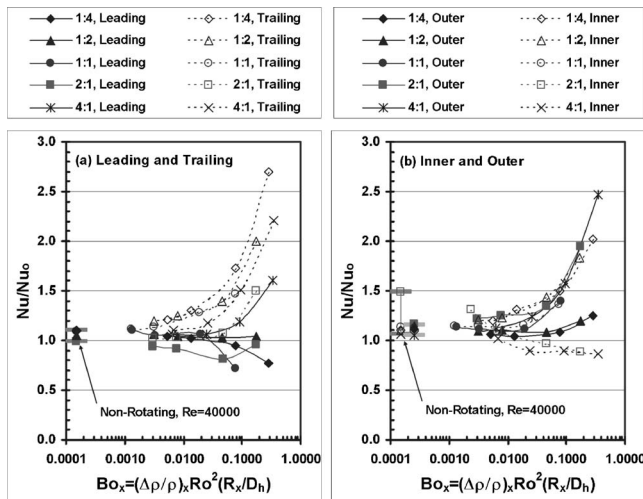 1:4, Leading
1:4, Trailing
1:2, Leading
1:2, Trailing
1:1, Leading
1:1, Trailing
2:1, Leading
2:1, Trailing
4:1, Leading
4:1, Trailing
1:4, Outer
1:4, Inner
1:2, Outer
1:2, Inner
1:1, Outer
1:1, Inner
2:1, Outer
2:1, Inner
4:1, Outer
4:1, Inner
(a) Leading and Trailing
3.0
2.5
2.0
1.5
1.0
0.5
0.0
Nu/Nuₒ
Non-Rotating, Re=40000
0.0001 0.0010 0.0100 0.1000 1.0000
Boₓ=(Δρ/ρ)ₓRo²(Rₓ/Dₕ)
(b) Inner and Outer
3.0
2.5
2.0
1.5
1.0
0.5
0.0
Nu/Nuₒ
Non-Rotating, Re=40000
0.0001 0.0010 0.0100 0.1000 1.0000
Boₓ=(Δρ/ρ)ₓRo²(Rₓ/Dₕ)